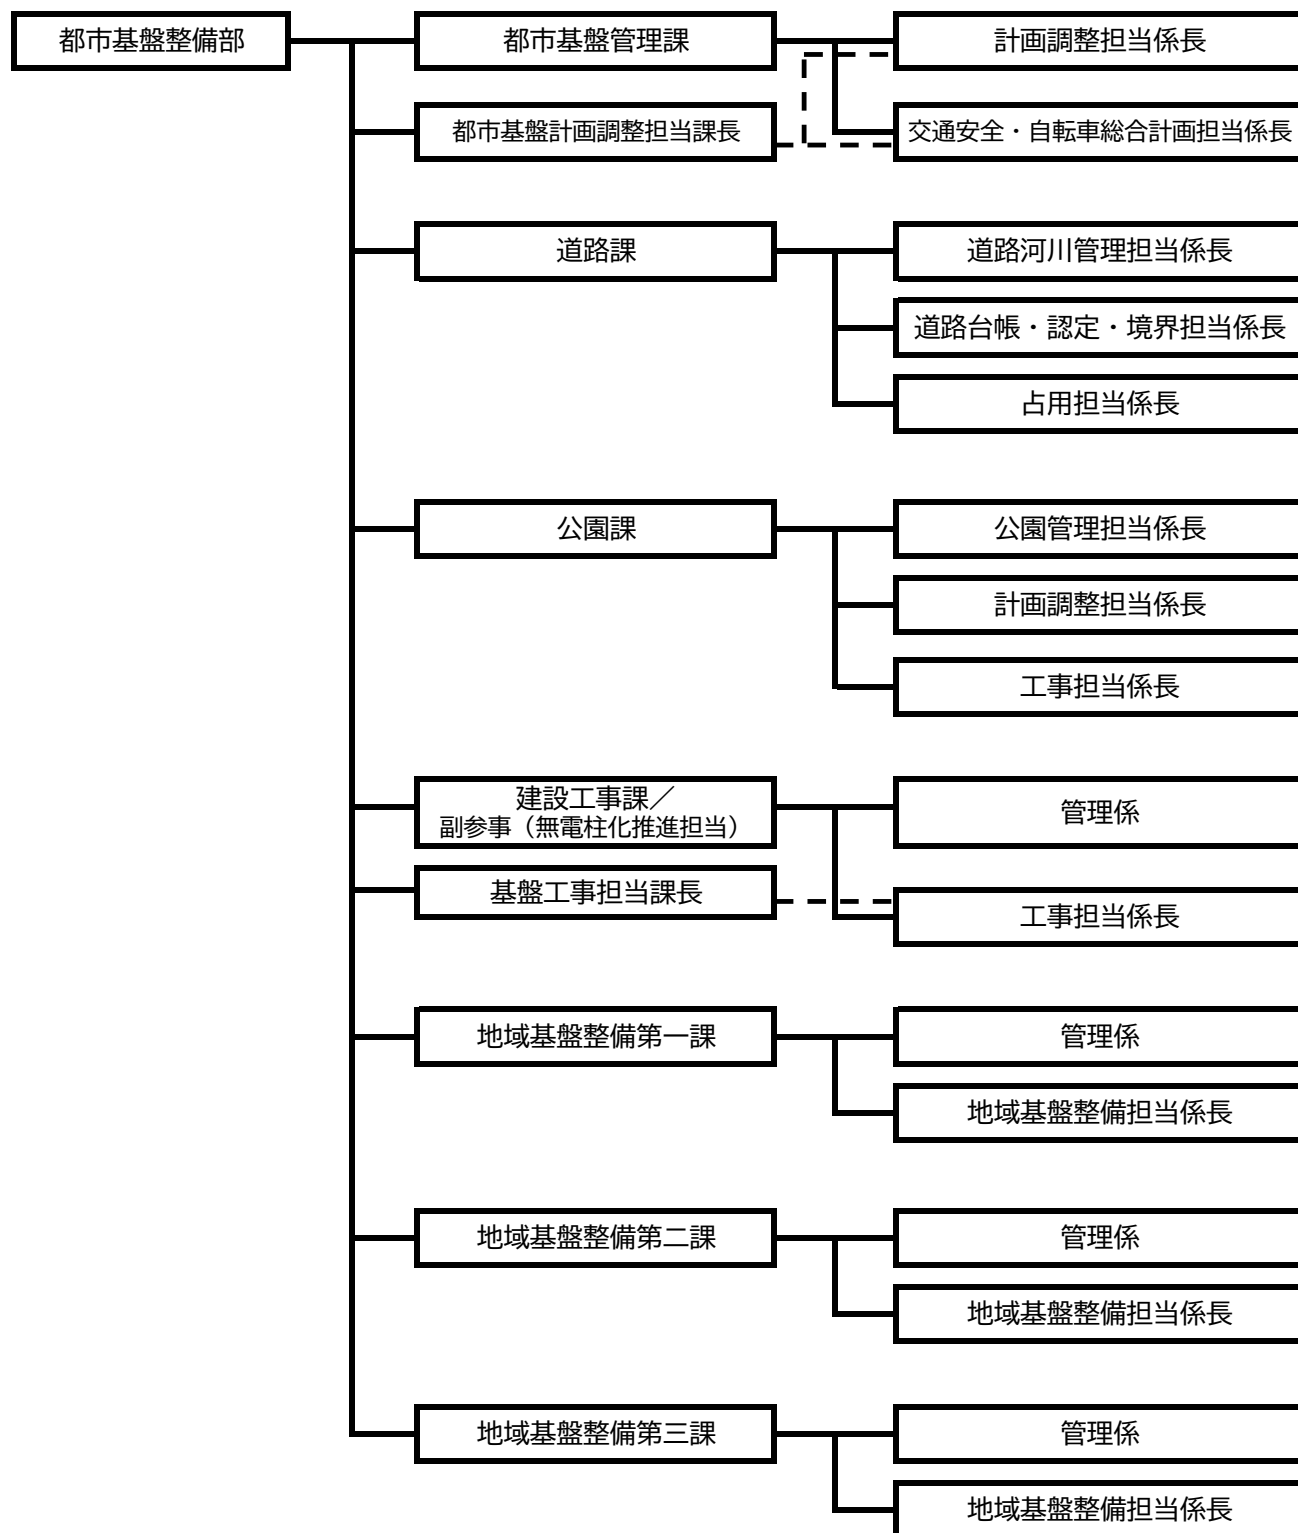 都市基盤整備部
都市基盤管理課
計画調整担当係長
都市基盤計画調整担当課長
交通安全・自転車総合計画担当係長
道路課
道路河川管理担当係長
道路台帳・認定・境界担当係長
占用担当係長
公園課
公園管理担当係長
計画調整担当係長
工事担当係長
建設工事課／
副参事（無電柱化推進担当）
管理係
基盤工事担当課長
工事担当係長
地域基盤整備第一課
管理係
地域基盤整備担当係長
地域基盤整備第二課
管理係
地域基盤整備担当係長
地域基盤整備第三課
管理係
地域基盤整備担当係長